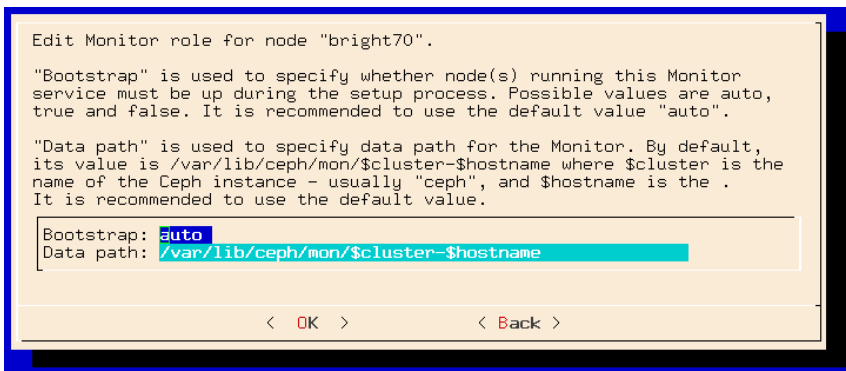 Edit Monitor role for node "bright70".
"Bootstrap" is used to specify whether node(s) running this Monitor
service must be up during the setup process. Possible values are auto,
true and false. It is recommended to use the default value "auto".
"Data path" is used to specify data path for the Monitor. By default,
its value is /var/lib/ceph/mon/$cluster-$hostname where $cluster is the
name of the Ceph instance - usually "ceph", and $hostname is the .
It is recommended to use the default value.
Bootstrap: auto
Data path: /var/lib/ceph/mon/$cluster-$hostname
< OK > < Back >